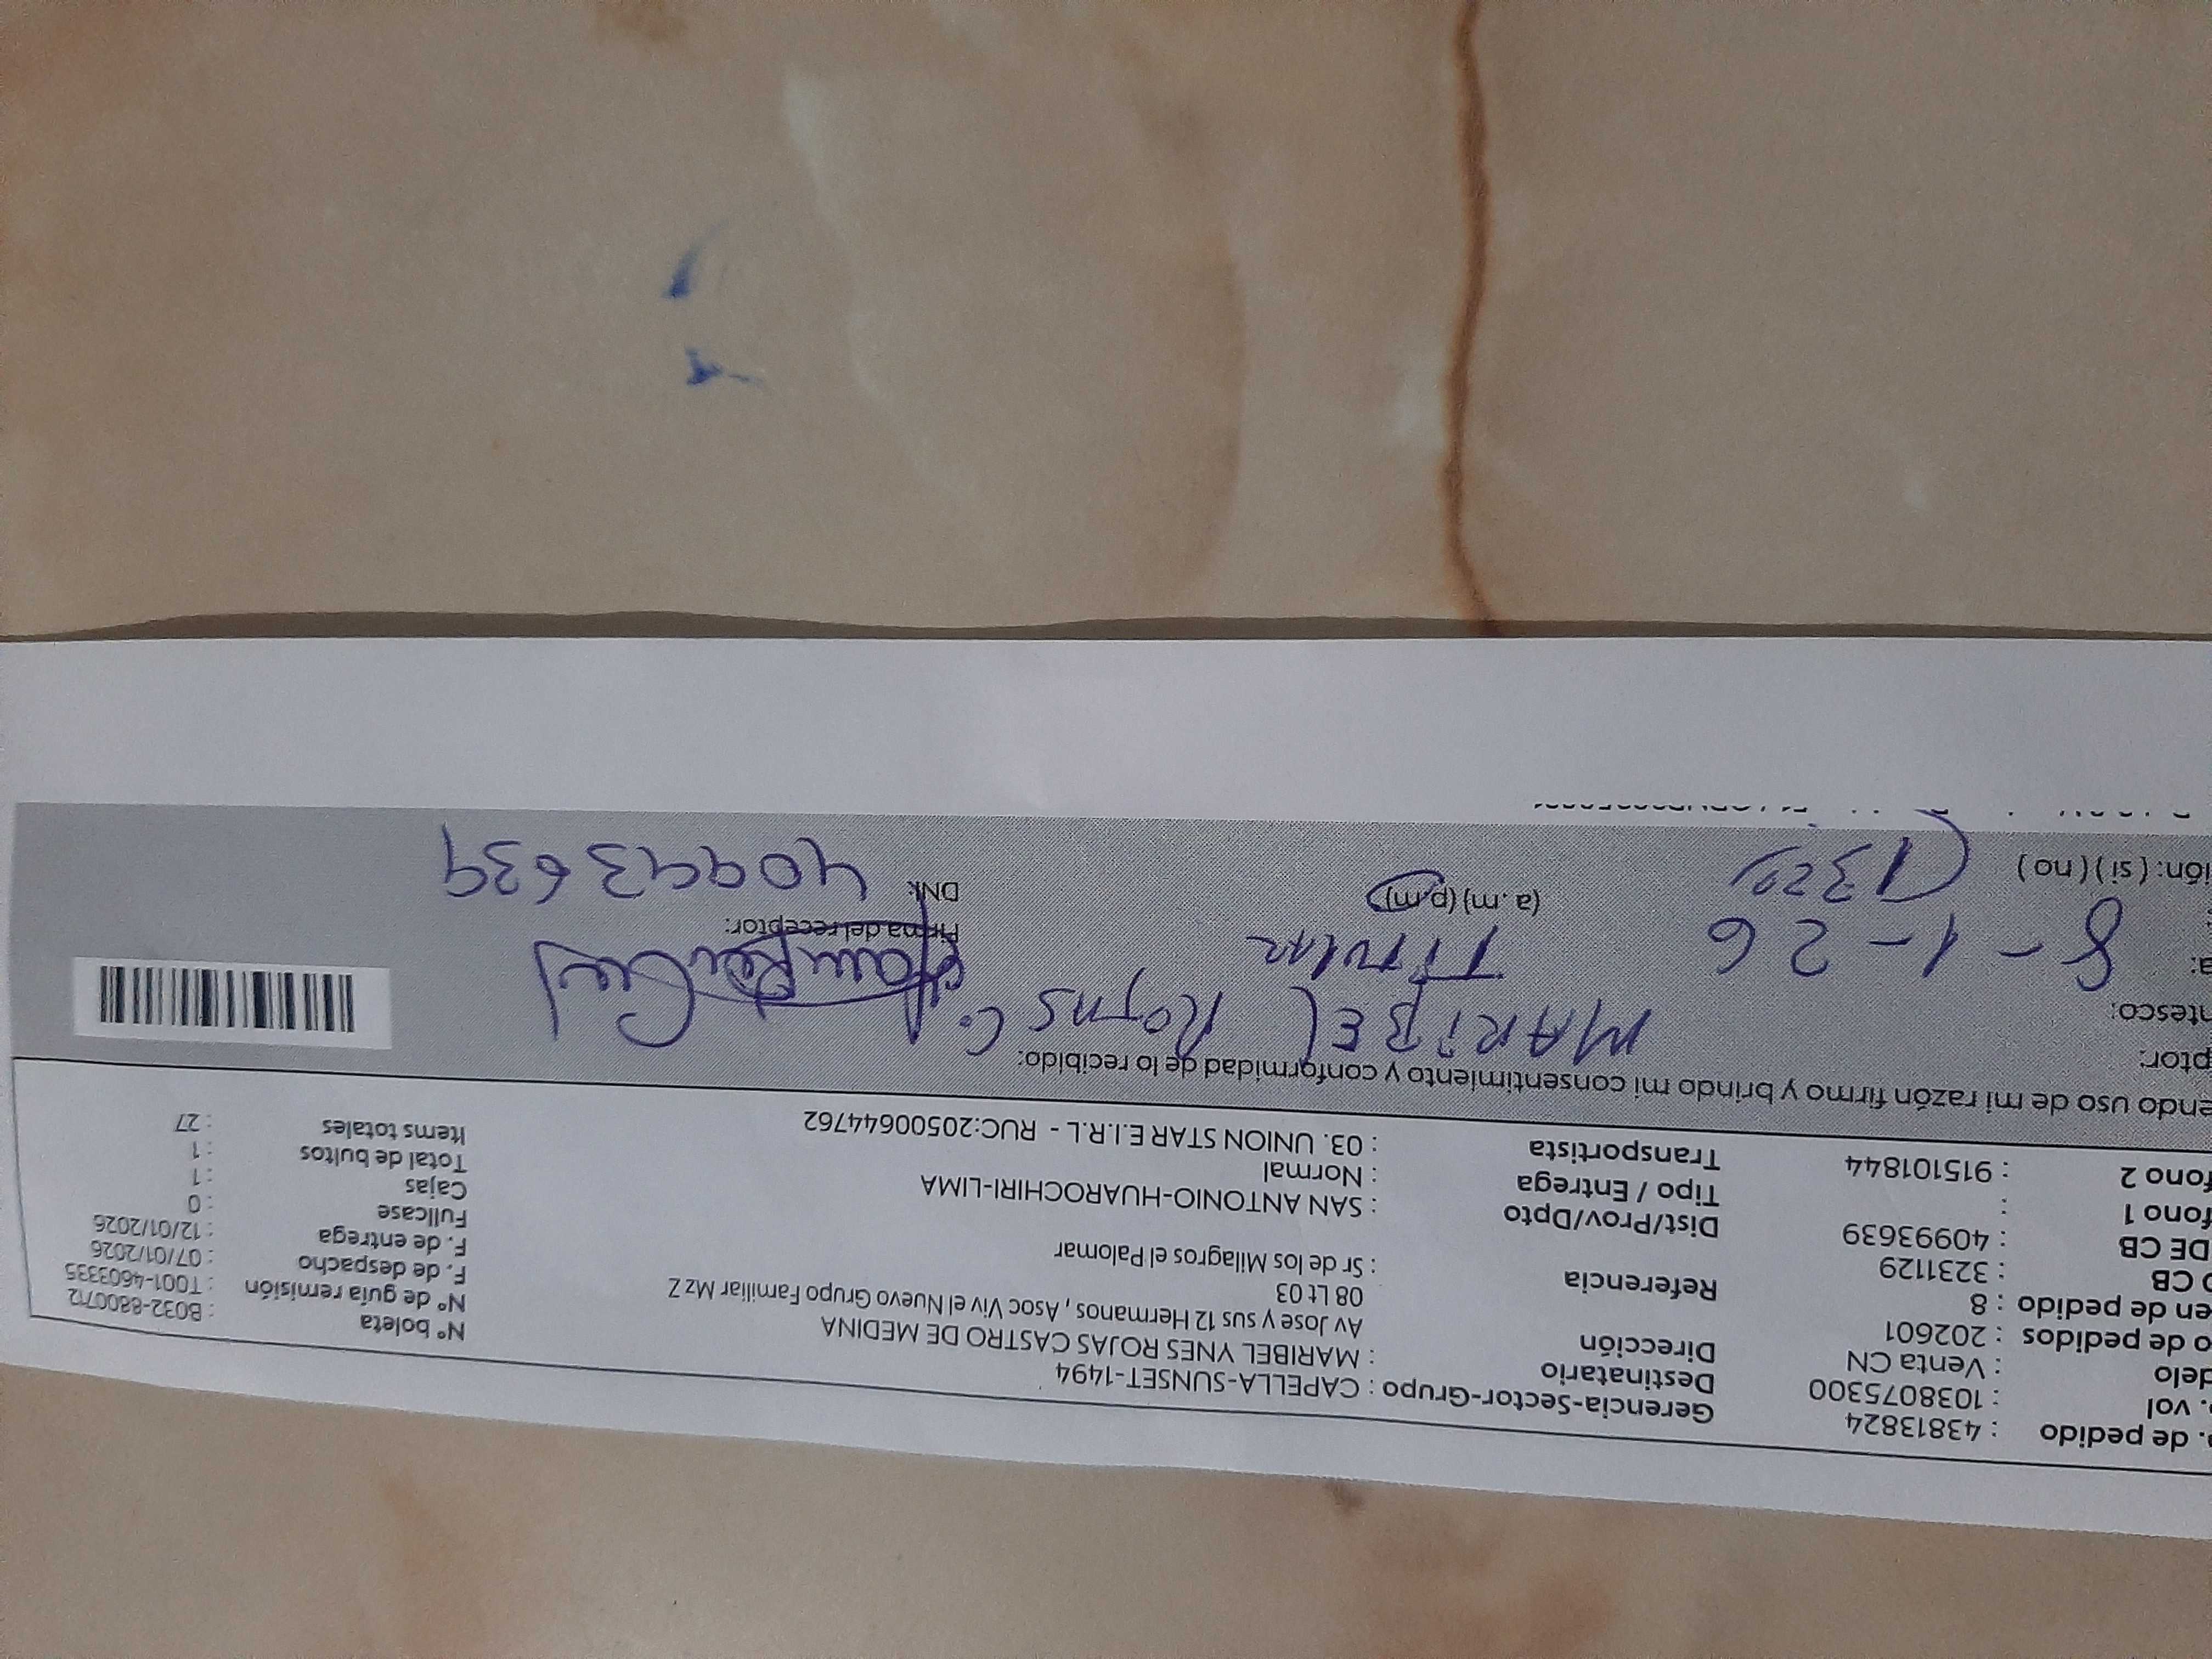 . de pedido : 43813824
. vol : 1038075300
delo : Venta CN
o de pedidos : 202601
en de pedido : 8
o CB : 3231129
DE CB : 40993639
fono 1 :
fono 2 : 915101844
Gerencia-Sector-Grupo : CAPELLA-SUNSET-1494
Destinatario : MARIBEL YNES ROJAS CASTRO DE MEDINA
Dirección Av Jose y sus 12 Hermanos , Asoc Viv el Nuevo Grupo Familiar Mz Z
08 Lt 03
Referencia : Sr de los Milagros el Palomar
Dist/Prov/Dpto : SAN ANTONIO-HUAROCHIRI-LIMA
Tipo / Entrega : Normal
Transportista : 03. UNION STAR E.I.R.L - RUC:20500644762
N° boleta : B032-6800712
N° de guía remisión : T001-4603335
F. de despacho : 07/01/2026
F. de entrega : 12/01/2026
Fullcase : 0
Cajas : 1
Total de bultos : 1
Items totales : 27
endo uso de mi razón firmo y brindo mi consentimiento y conformidad de lo recibido:
ptor: MARIBEL ROJAS C.
ntesco: Titular
a: 8-1-26
(a.m) (p.m)
Firma del receptor:
ión: ( si ) ( no )
DNI: 40993639